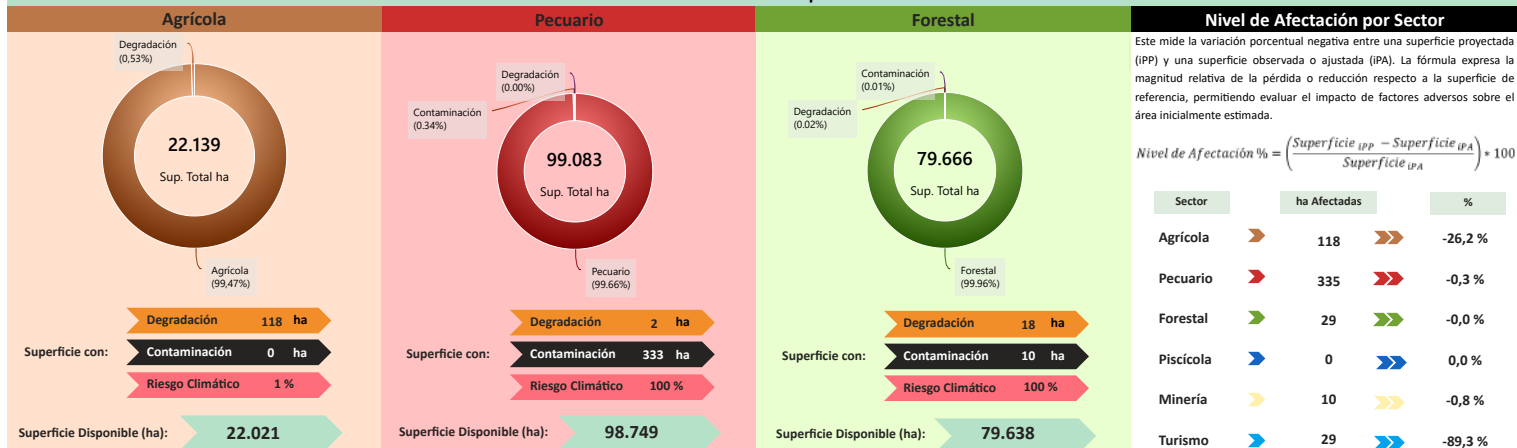 Agrícola
Degradación
(0,53%)
22.139
Sup. Total ha
Agrícola
(99,47%)
Superficie con:
Degradación 118 ha
Contaminación 0 ha
Riesgo Climático 1 %
Superficie Disponible (ha): 22.021
Pecuario
Degradación
(0.00%)
Contaminación
(0.34%)
99.083
Sup. Total ha
Pecuario
(99.66%)
Superficie con:
Degradación 2 ha
Contaminación 333 ha
Riesgo Climático 100 %
Superficie Disponible (ha): 98.749
Forestal
Contaminación
(0.01%)
Degradación
(0.02%)
79.666
Sup. Total ha
Forestal
(99.96%)
Superficie con:
Degradación 18 ha
Contaminación 10 ha
Riesgo Climático 100 %
Superficie Disponible (ha): 79.638
Nivel de Afectación por Sector
Este mide la variación porcentual negativa entre una superficie proyectada
(iPP) y una superficie observada o ajustada (iPA). La fórmula expresa la
magnitud relativa de la pérdida o reducción respecto a la superficie de
referencia, permitiendo evaluar el impacto de factores adversos sobre el
área inicialmente estimada.
Nivel de Afectación % = (Superficie iPP − Superficie iPA / Superficie iPA) * 100
Sector ha Afectadas %
Agrícola 118 -26,2 %
Pecuario 335 -0,3 %
Forestal 29 -0,0 %
Piscícola 0 0,0 %
Minería 10 -0,8 %
Turismo 29 -89,3 %